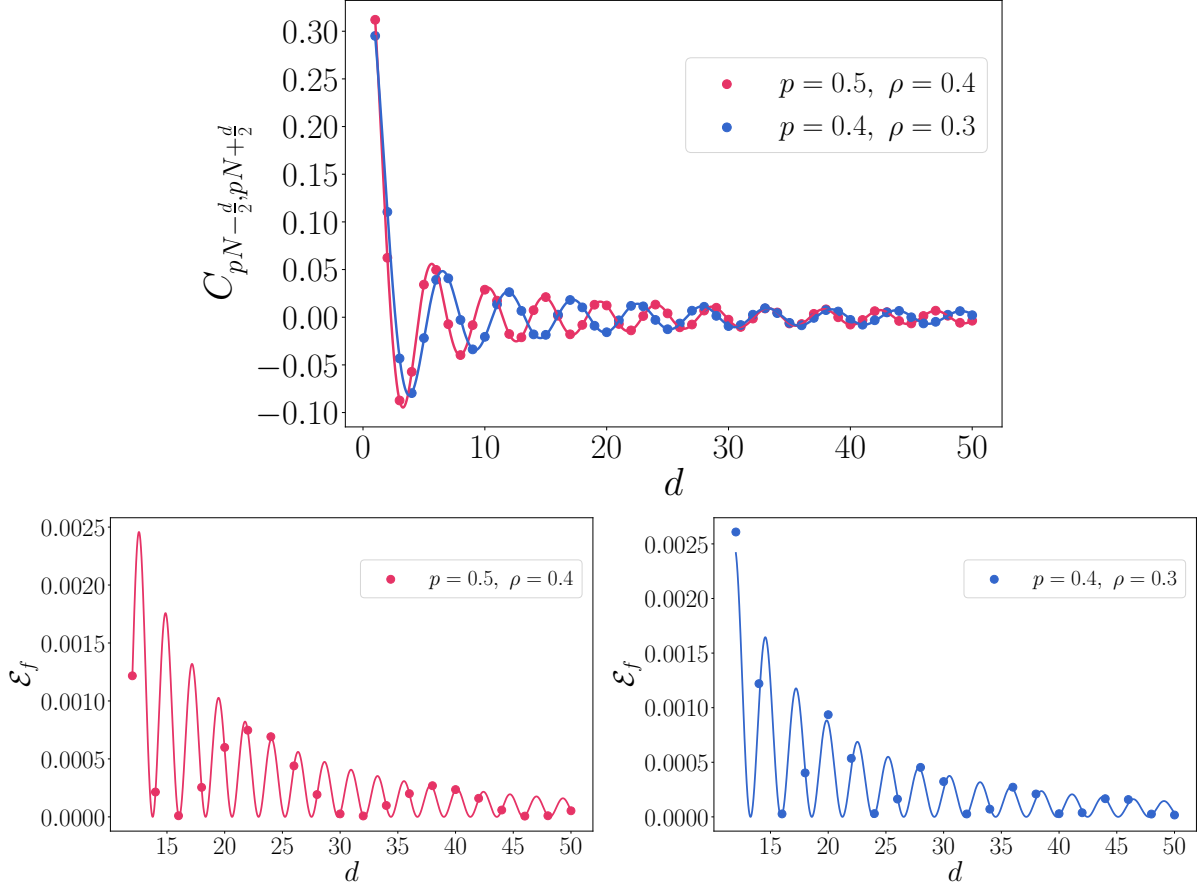 0.30
0.25
0.20
0.15
0.10
0.05
0.00
−0.05
−0.10
C_{pN−\frac{d}{2},pN+\frac{d}{2}}
p = 0.5, ρ = 0.4
p = 0.4, ρ = 0.3
0 10 20 30 40 50
d
0.0025
0.0020
0.0015
0.0010
0.0005
0.0000
ℰ_f
p = 0.5, ρ = 0.4
15 20 25 30 35 40 45 50
d
0.0025
0.0020
0.0015
0.0010
0.0005
0.0000
ℰ_f
p = 0.4, ρ = 0.3
15 20 25 30 35 40 45 50
d